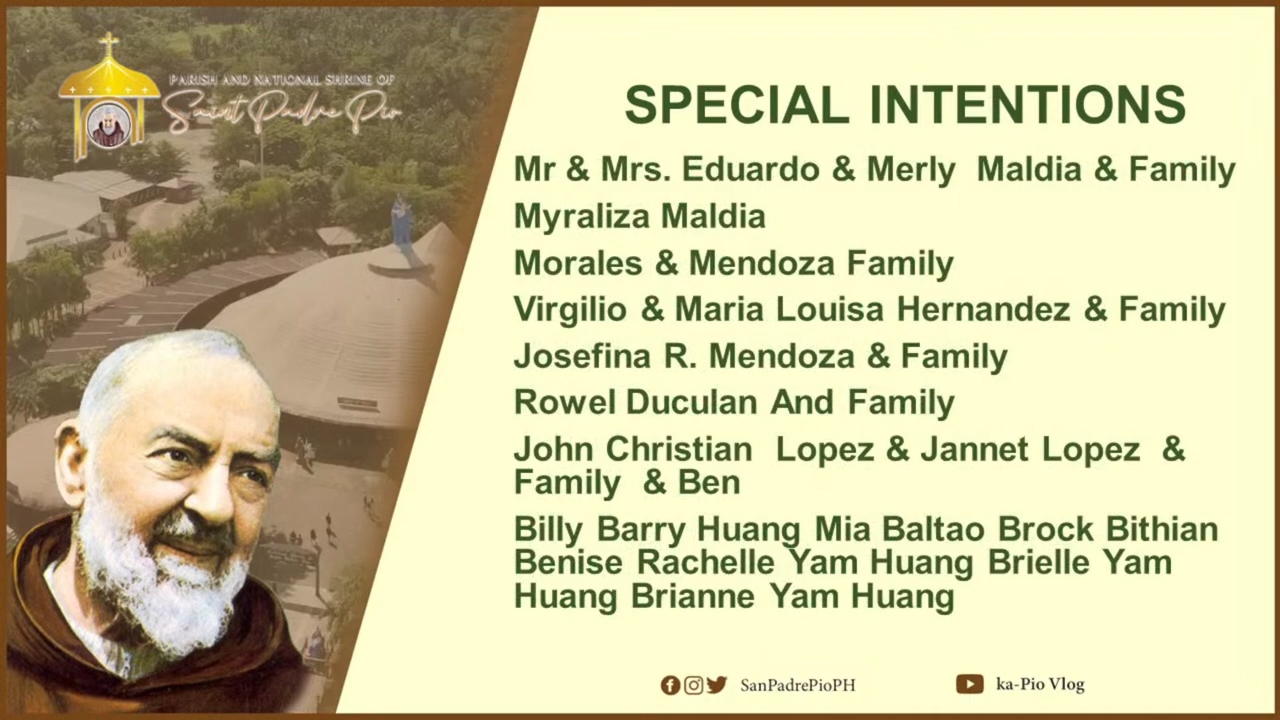 PARISH AND NATIONAL SHRINE OF
Saint Padre Pio
SPECIAL INTENTIONS
Mr & Mrs. Eduardo & Merly Maldia & Family
Myraliza Maldia
Morales & Mendoza Family
Virgilio & Maria Louisa Hernandez & Family
Josefina R. Mendoza & Family
Rowel Duculan And Family
John Christian Lopez & Jannet Lopez &
Family & Ben
Billy Barry Huang Mia Baltao Brock Bithian
Benise Rachelle Yam Huang Brielle Yam
Huang Brianne Yam Huang
SanPadrePioPH
ka-Pio Vlog